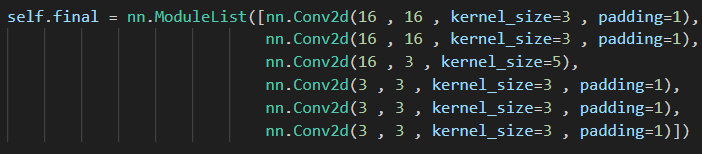 self.final = nn.ModuleList([nn.Conv2d(16 , 16 , kernel_size=3 , padding=1),
nn.Conv2d(16 , 16 , kernel_size=3 , padding=1),
nn.Conv2d(16 , 3 , kernel_size=5),
nn.Conv2d(3 , 3 , kernel_size=3 , padding=1),
nn.Conv2d(3 , 3 , kernel_size=3 , padding=1),
nn.Conv2d(3 , 3 , kernel_size=3 , padding=1)])